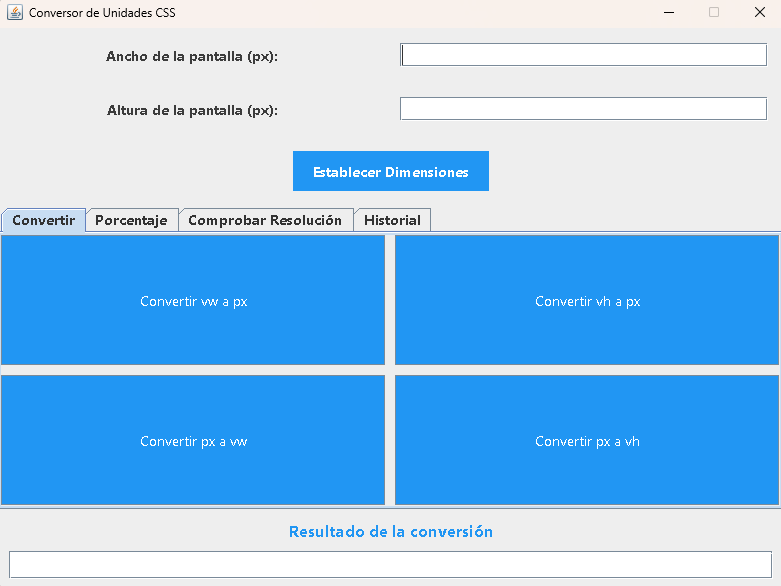 Conversor de Unidades CSS
Ancho de la pantalla (px):
Altura de la pantalla (px):
Establecer Dimensiones
Convertir Porcentaje Comprobar Resolución Historial
Convertir vw a px Convertir vh a px
Convertir px a vw Convertir px a vh
Resultado de la conversión